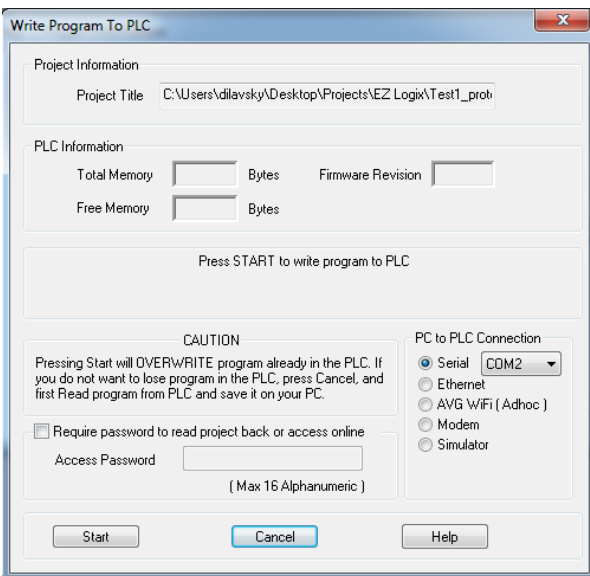 Write Program To PLC
Project Information
Project Title C:\Users\dilavsky\Desktop\Projects\EZ Logix\Test1_prot
PLC Information
Total Memory Bytes Firmware Revision
Free Memory Bytes
Press START to write program to PLC
CAUTION
Pressing Start will OVERWRITE program already in the PLC. If
you do not want to lose program in the PLC, press Cancel, and
first Read program from PLC and save it on your PC.
Require password to read project back or access online
Access Password
( Max 16 Alphanumeric )
PC to PLC Connection
Serial COM2
Ethernet
AVG WiFi ( Adhoc )
Modem
Simulator
Start Cancel Help